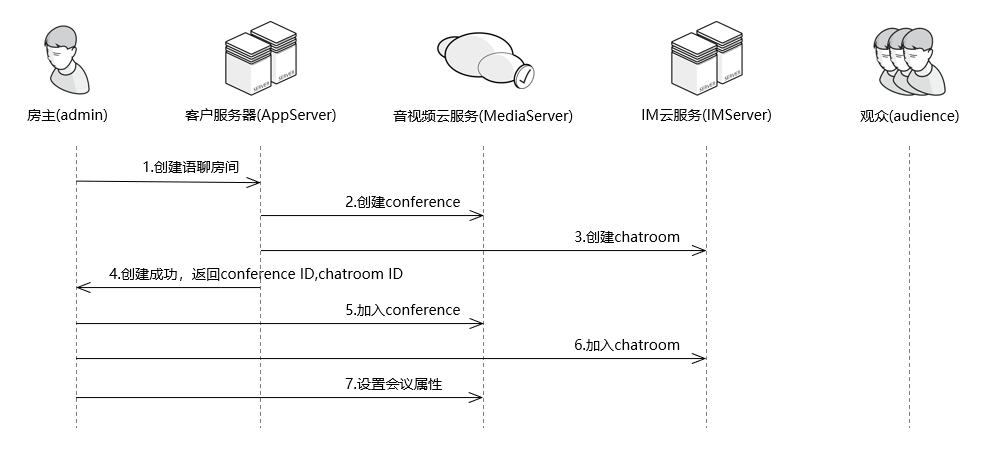 SERVER
SERVER
房主(admin)
客户服务器(AppServer)
音视频云服务(MediaServer)
IM云服务(IMServer)
观众(audience)
1.创建语聊房间
2.创建conference
3.创建chatroom
4.创建成功，返回conference ID,chatroom ID
5.加入conference
6.加入chatroom
7.设置会议属性